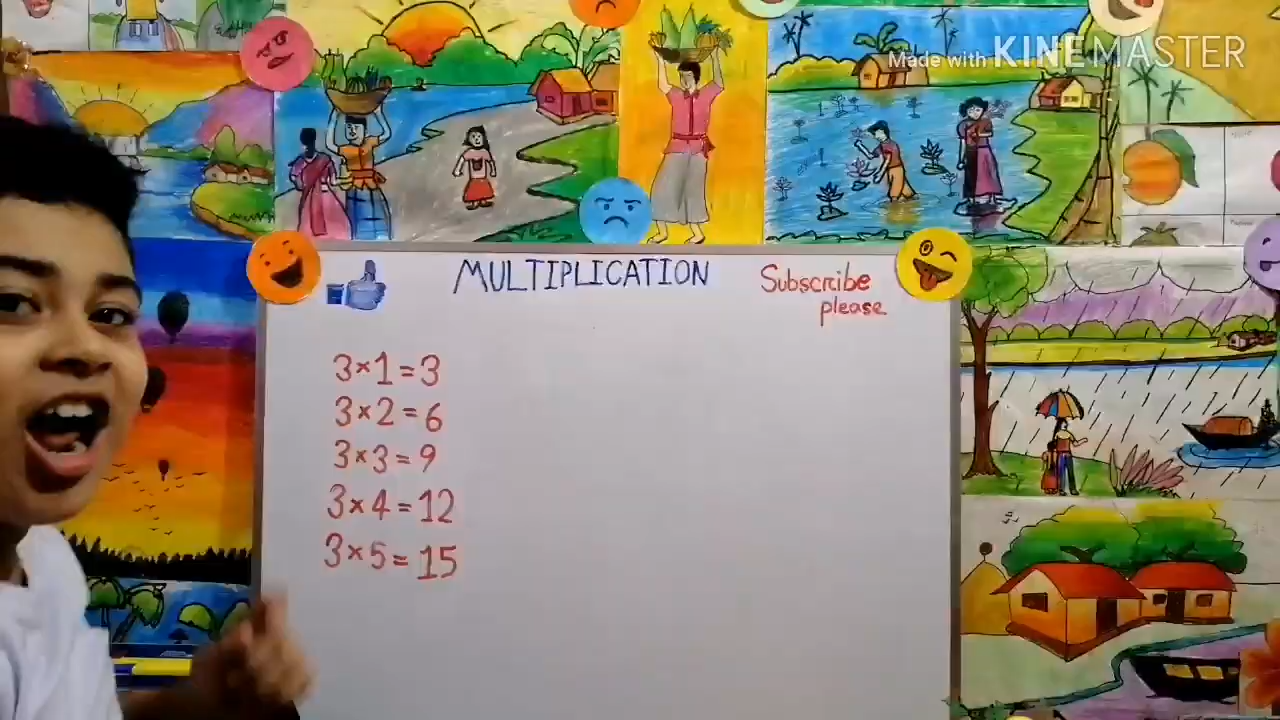 Made with KINEMASTER
MULTIPLICATION
Subscribe
please
3×1=3
3×2=6
3×3=9
3×4=12
3×5=15